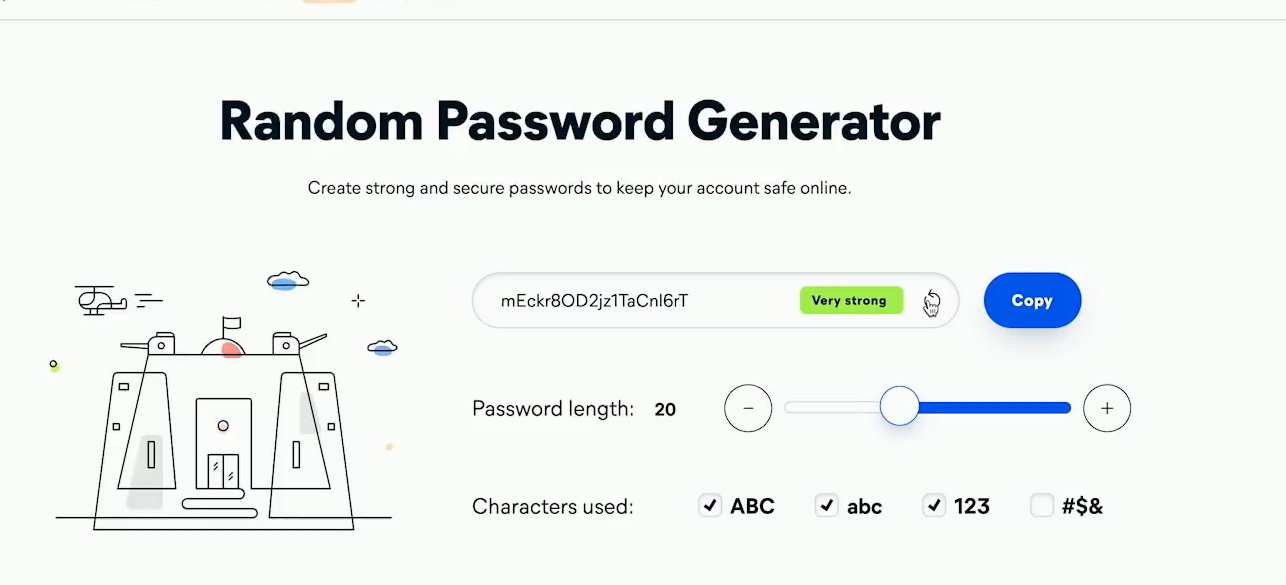 Random Password Generator
Create strong and secure passwords to keep your account safe online.
mEckr8OD2jz1TaCnl6rT Very strong Copy
Password length: 20 − +
Characters used: ABC abc 123 #$&